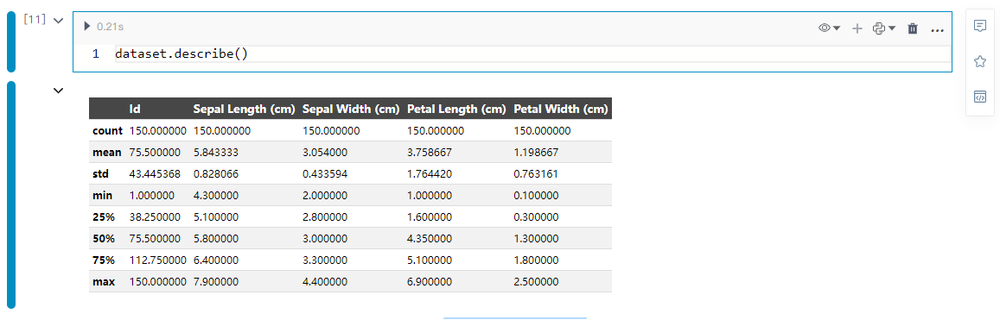 [11]
0.21s
1 dataset.describe()
Id Sepal Length (cm) Sepal Width (cm) Petal Length (cm) Petal Width (cm)
count 150.000000 150.000000 150.000000 150.000000 150.000000
mean 75.500000 5.843333 3.054000 3.758667 1.198667
std 43.445368 0.828066 0.433594 1.764420 0.763161
min 1.000000 4.300000 2.000000 1.000000 0.100000
25% 38.250000 5.100000 2.800000 1.600000 0.300000
50% 75.500000 5.800000 3.000000 4.350000 1.300000
75% 112.750000 6.400000 3.300000 5.100000 1.800000
max 150.000000 7.900000 4.400000 6.900000 2.500000